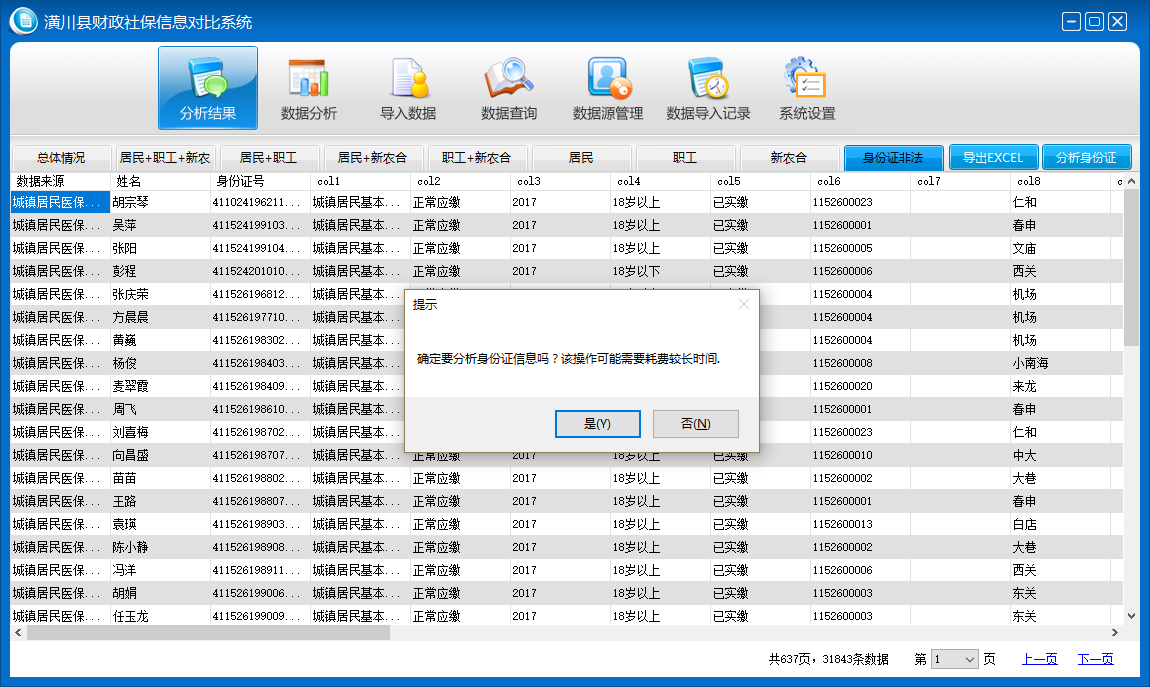 潢川县财政社保信息对比系统
分析结果 数据分析 导入数据 数据查询 数据源管理 数据导入记录 系统设置
总体情况 居民+职工+新农 居民+职工 居民+新农合 职工+新农合 居民 职工 新农合 身份证非法 导出EXCEL 分析身份证
数据来源 姓名 身份证号 col1 col2 col3 col4 col5 col6 col7 col8 c
城镇居民医保... 胡宗琴 411024196211... 城镇居民基本... 正常应缴 2017 18岁以上 已实缴 1152600023 仁和
城镇居民医保... 吴萍 411524199103... 城镇居民基本... 正常应缴 2017 18岁以上 已实缴 1152600001 春申
城镇居民医保... 张阳 411524199104... 城镇居民基本... 正常应缴 2017 18岁以上 已实缴 1152600005 文庙
城镇居民医保... 彭程 411524201010... 城镇居民基本... 正常应缴 2017 18岁以下 已实缴 1152600006 西关
城镇居民医保... 张庆荣 411526196812... 城镇居民基本... 1152600004 机场
城镇居民医保... 方晨晨 411526197710... 城镇居民基本... 1152600004 机场
城镇居民医保... 黄巍 411526198302... 城镇居民基本... 1152600004 机场
城镇居民医保... 杨俊 411526198403... 城镇居民基本... 1152600008 小南海
城镇居民医保... 麦翠霞 411526198409... 城镇居民基本... 1152600020 来龙
城镇居民医保... 周飞 411526198610... 城镇居民基本... 1152600001 春申
城镇居民医保... 刘喜梅 411526198702... 城镇居民基本... 1152600023 仁和
城镇居民医保... 向昌盛 411526198707... 城镇居民基本... 正常应缴 2017 18岁以上 已实缴 1152600010 中大
城镇居民医保... 苗苗 411526198802... 城镇居民基本... 正常应缴 2017 18岁以上 已实缴 1152600002 大巷
城镇居民医保... 王路 411526198807... 城镇居民基本... 正常应缴 2017 18岁以上 已实缴 1152600001 春申
城镇居民医保... 袁瑛 411526198903... 城镇居民基本... 正常应缴 2017 18岁以上 已实缴 1152600013 白店
城镇居民医保... 陈小静 411526198908... 城镇居民基本... 正常应缴 2017 18岁以上 已实缴 1152600002 大巷
城镇居民医保... 冯洋 411526198911... 城镇居民基本... 正常应缴 2017 18岁以上 已实缴 1152600006 西关
城镇居民医保... 胡娟 411526199006... 城镇居民基本... 正常应缴 2017 18岁以上 已实缴 1152600003 东关
城镇居民医保... 任玉龙 411526199009... 城镇居民基本... 正常应缴 2017 18岁以上 已实缴 1152600003 东关
提示
确定要分析身份证信息吗？该操作可能需要耗费较长时间.
是(Y) 否(N)
共637页，31843条数据 第 1 页 上一页 下一页